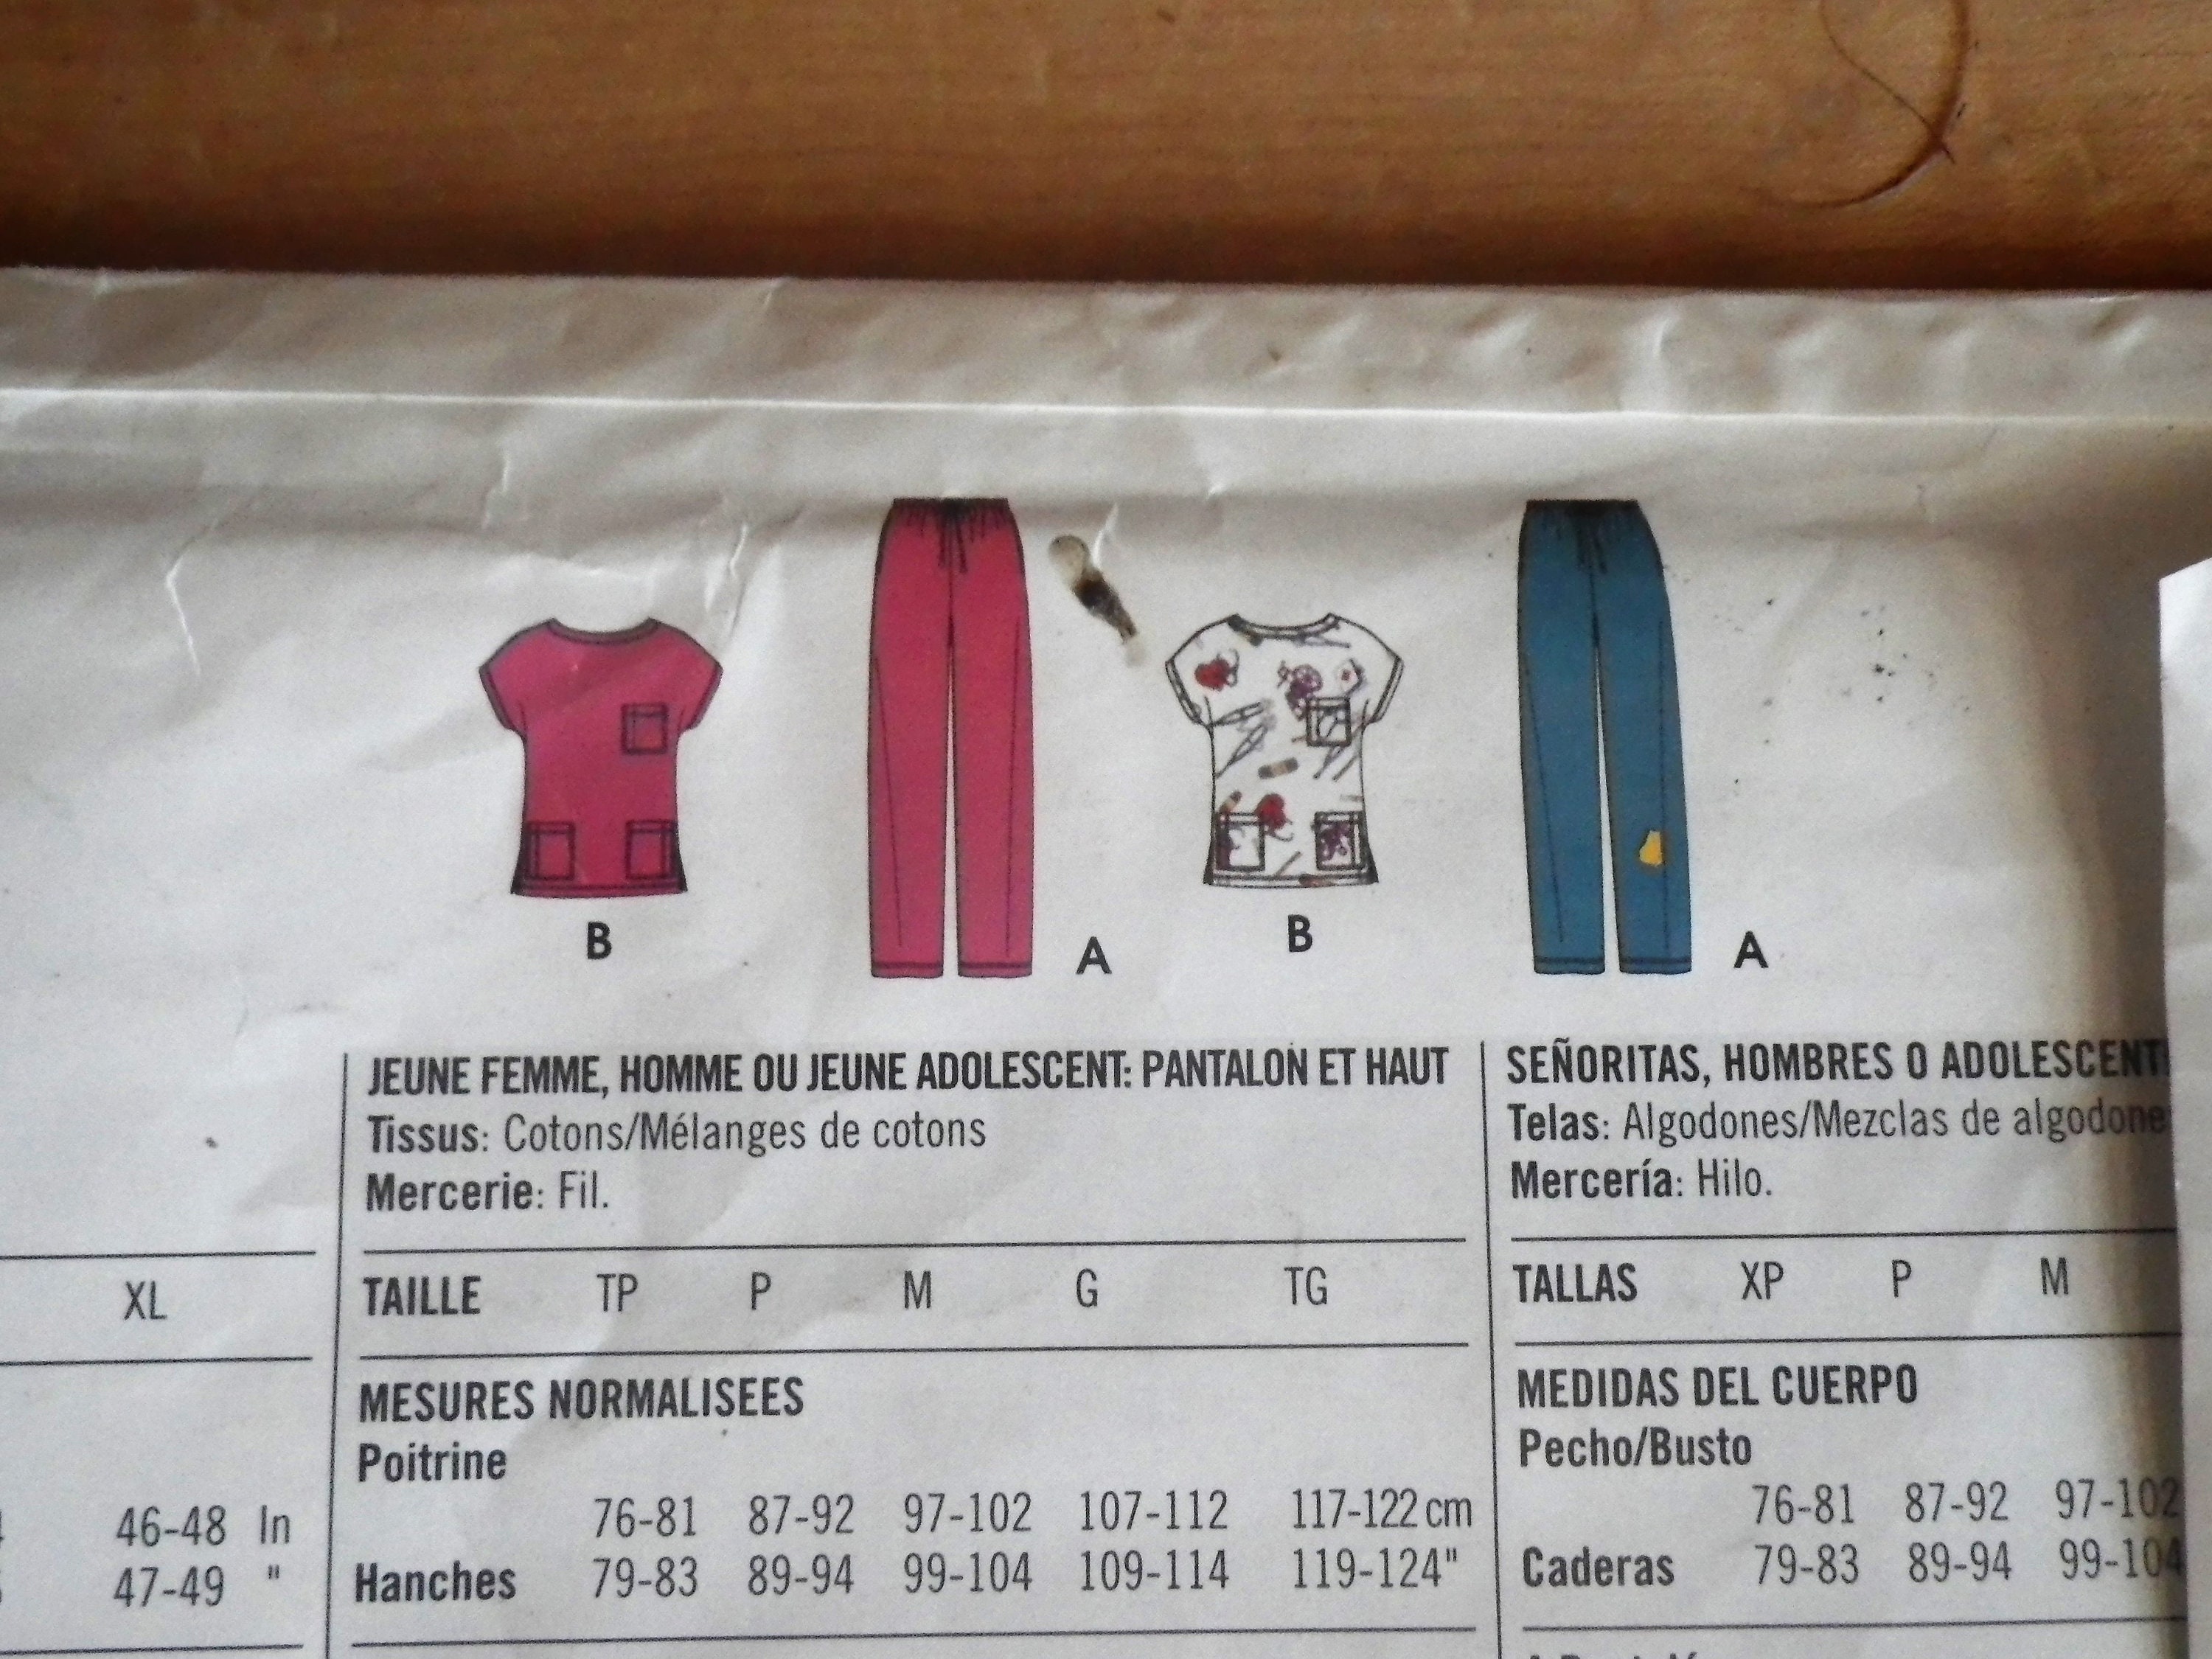 B
A
B
A
XL
46-48 In
47-49 "
JEUNE FEMME, HOMME OU JEUNE ADOLESCENT: PANTALON ET HAUT
Tissus: Cotons/Mélanges de cotons
Mercerie: Fil.
TAILLE TP P M G TG
MESURES NORMALISEES
Poitrine
76-81 87-92 97-102 107-112 117-122 cm
Hanches 79-83 89-94 99-104 109-114 119-124"
SEÑORITAS, HOMBRES O
Telas: Algodones/Mezclas de
Mercería: Hilo.
TALLAS XP P M
MEDIDAS DEL CUERPO
Pecho/Busto
76-81 87-92 97-102
Caderas 79-83 89-94 99-104